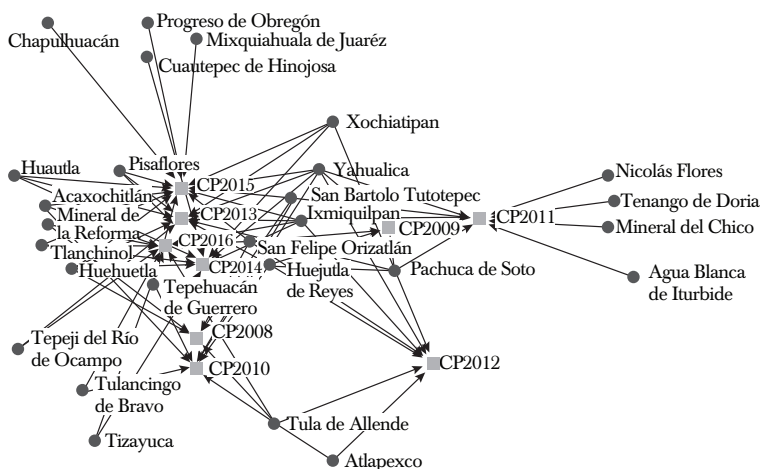 Progreso de Obregón
Chapulhuacán
Mixquiahuala de Juaréz
Cuautepec de Hinojosa
Xochiatipan
Huautla
Pisaflores
Yahualica
Nicolás Flores
Acaxochitlán
CP2015
San Bartolo Tutotepec
Tenango de Doria
Mineral de
la Reforma
CP2013
Ixmiquilpan
CP2009
CP2011
Mineral del Chico
Tlanchinol
CP2016
San Felipe Orizatlán
Huehuetla
CP2014
Huejutla
de Reyes
Pachuca de Soto
Agua Blanca
de Iturbide
Tepehuacán
de Guerrero
Tepeji del Río
de Ocampo
CP2008
CP2010
CP2012
Tulancingo
de Bravo
Tizayuca
Tula de Allende
Atlapexco